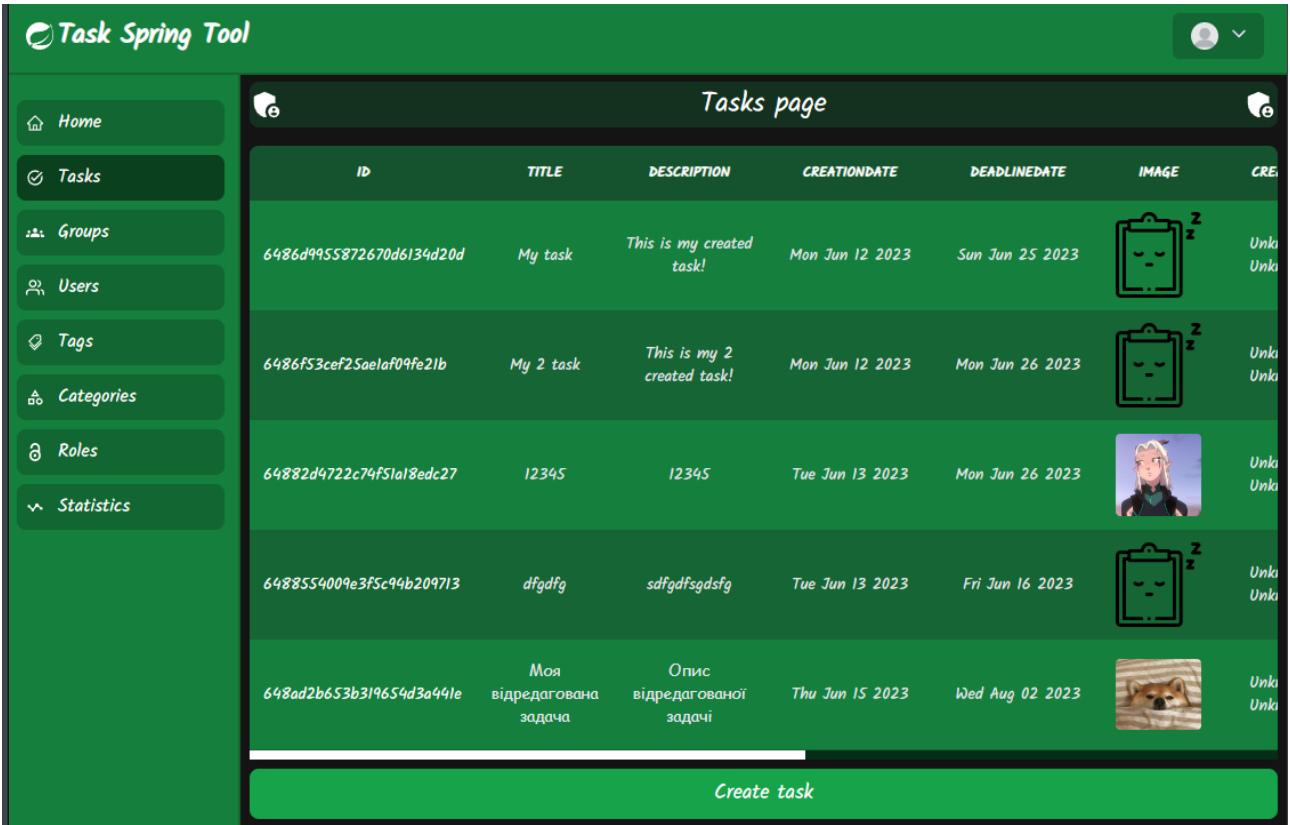 Task Spring Tool
Home
Tasks
Groups
Users
Tags
Categories
Roles
Statistics
Tasks page
ID TITLE DESCRIPTION CREATIONDATE DEADLINEDATE IMAGE
6486d9955872670d6134d20d My task This is my created task! Mon Jun 12 2023 Sun Jun 25 2023
6486f53cef25ae1af09fe21b My 2 task This is my 2 created task! Mon Jun 12 2023 Mon Jun 26 2023
64882d4722c74f51a18edc27 12345 12345 Tue Jun 13 2023 Mon Jun 26 2023
6488554009e3f5c94b209713 dfgdfg sdfgdfsgdsfg Tue Jun 13 2023 Fri Jun 16 2023
648ad2b653b319654d3a441e Моя відредагована задача Опис відредагованої задачі Thu Jun 15 2023 Wed Aug 02 2023
Create task